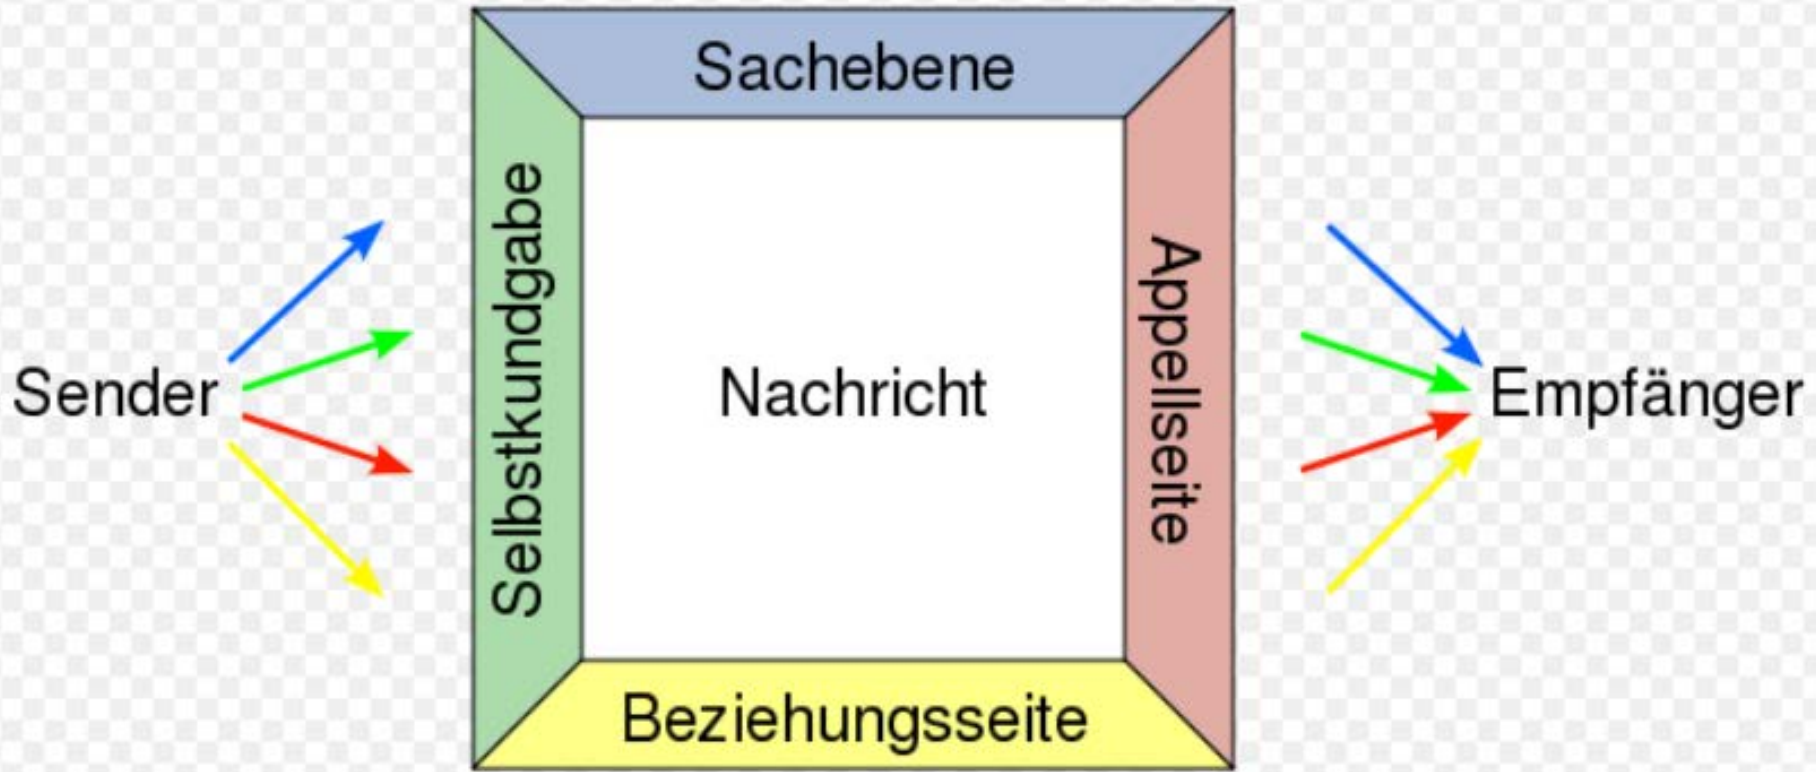 Sachebene
Selbstkundgabe
Sender
Nachricht
Appellseite
Empfänger
Beziehungsseite